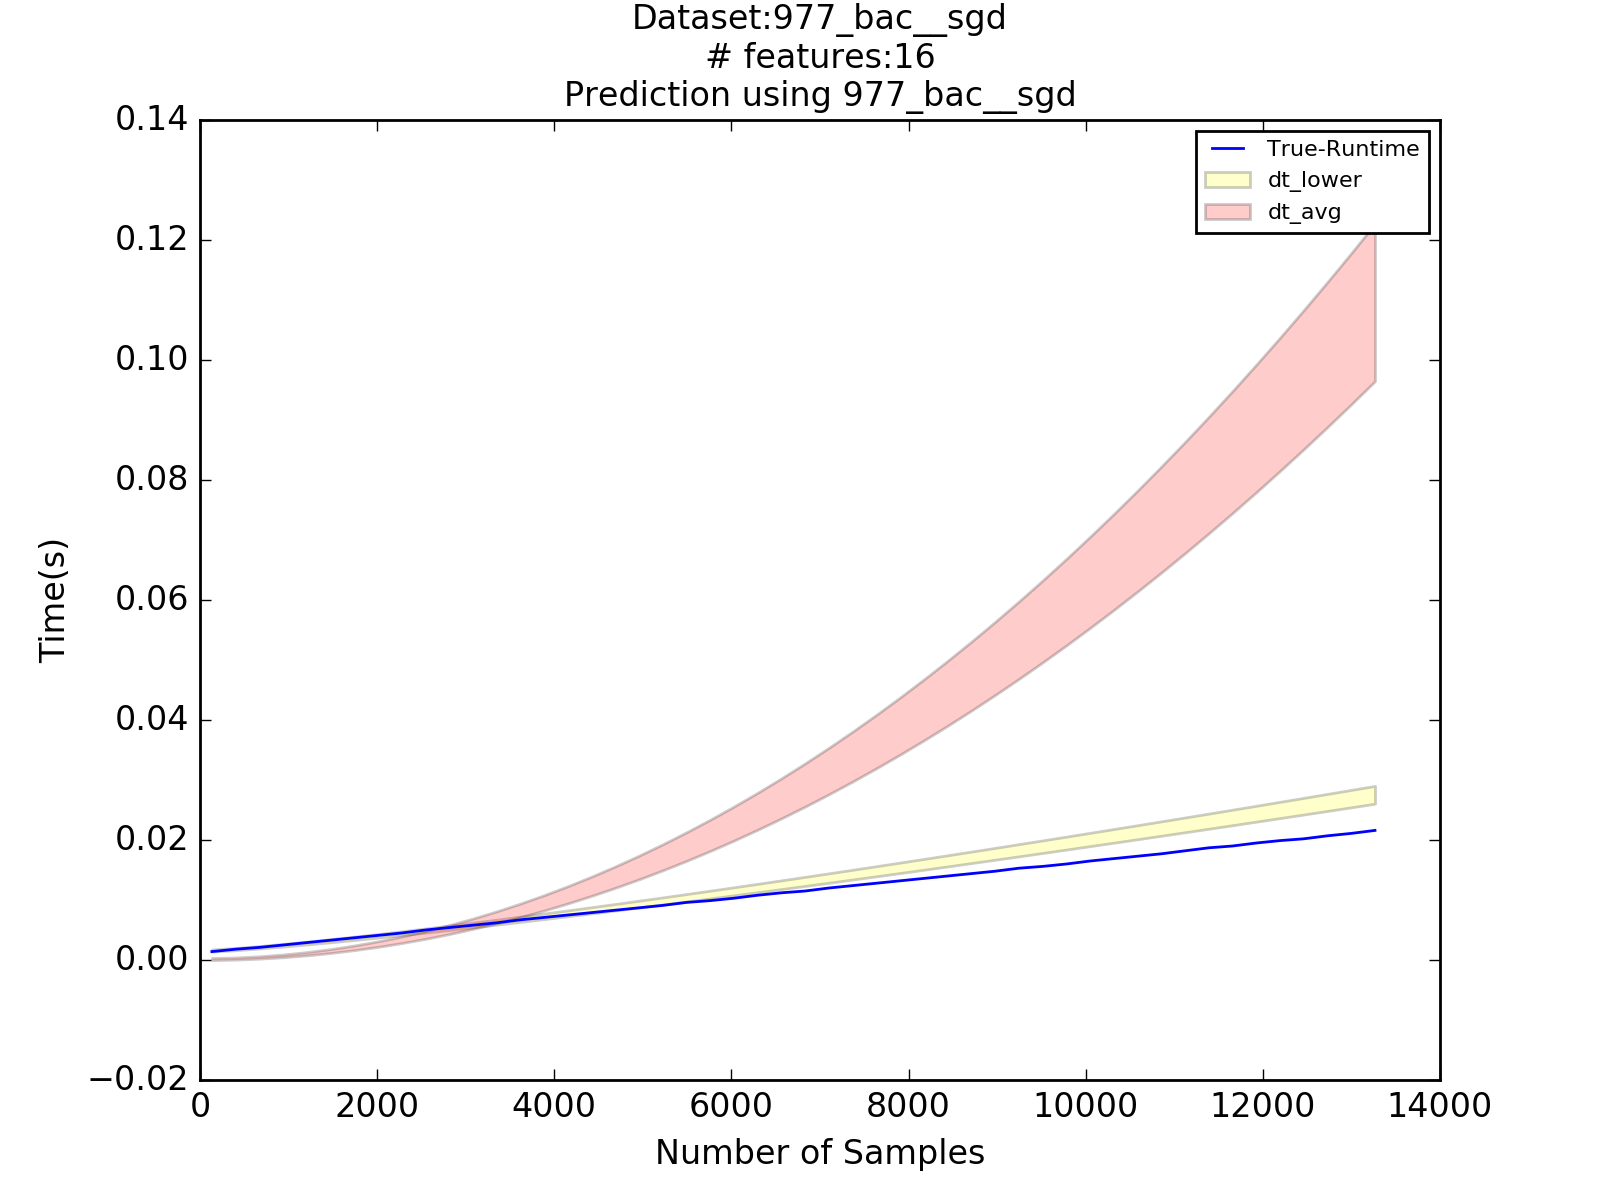 Dataset:977_bac__sgd
# features:16
Prediction using 977_bac__sgd
0.14
0.12
0.10
0.08
0.06
0.04
0.02
0.00
−0.02
Time(s)
True-Runtime
dt_lower
dt_avg
0 2000 4000 6000 8000 10000 12000 14000
Number of Samples